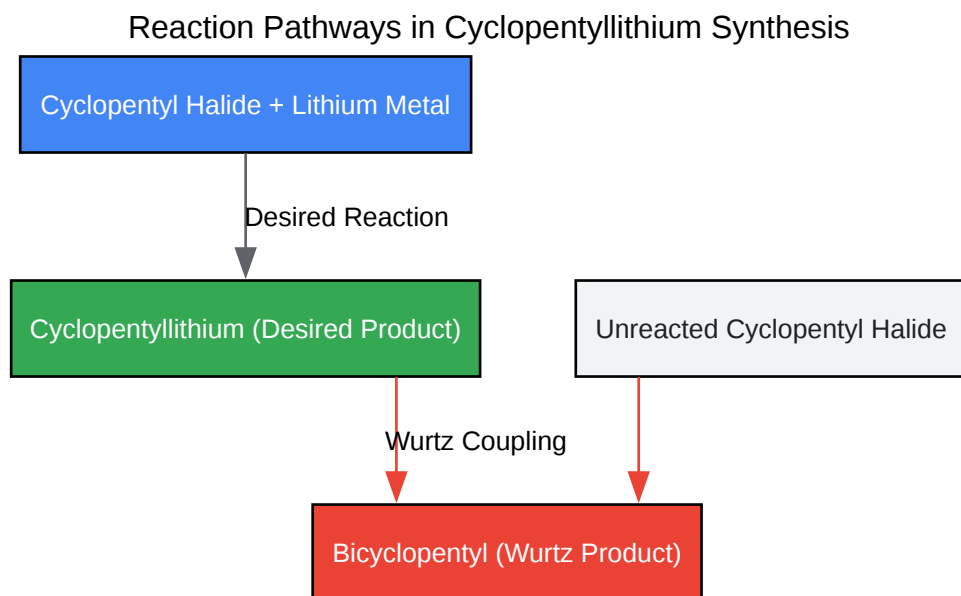 Reaction Pathways in Cyclopentyllithium Synthesis
Cyclopentyl Halide + Lithium Metal
Desired Reaction
Cyclopentyllithium (Desired Product)
Unreacted Cyclopentyl Halide
Wurtz Coupling
Bicyclopentyl (Wurtz Product)